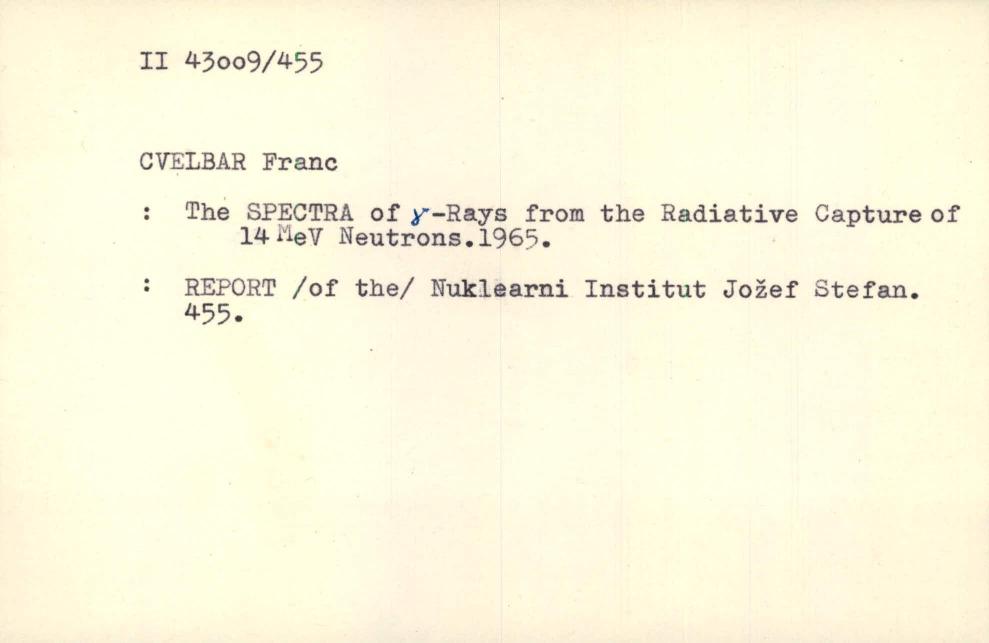 II 43oo9/455
CVELBAR Franc
: The SPECTRA of γ-Rays from the Radiative Capture of
14 MeV Neutrons.1965.
: REPORT /of the/ Nuklearni Institut Jožef Stefan.
455.